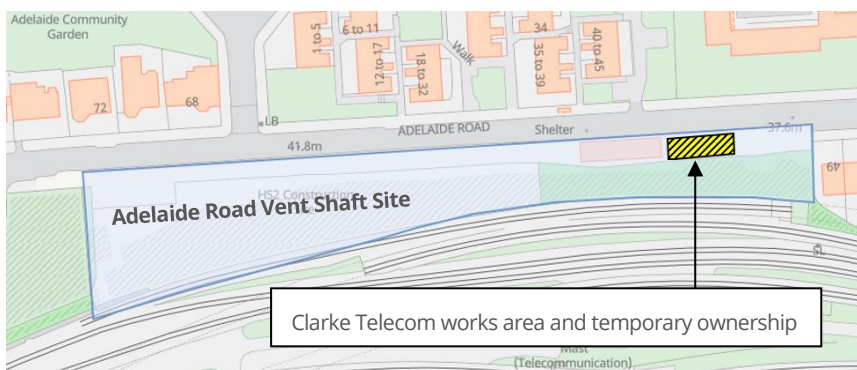 Adelaide Community
Garden
1 to 5
6 to 11
12 to 17
18 to 32
Walk
34
35 to 39
40 to 45
72
68
LB
ADELAIDE ROAD
Shelter
37.6m
41.8m
49
HS2 Construction
Adelaide Road Vent Shaft Site
SL
Clarke Telecom works area and temporary ownership
Mast
(Telecommunication)